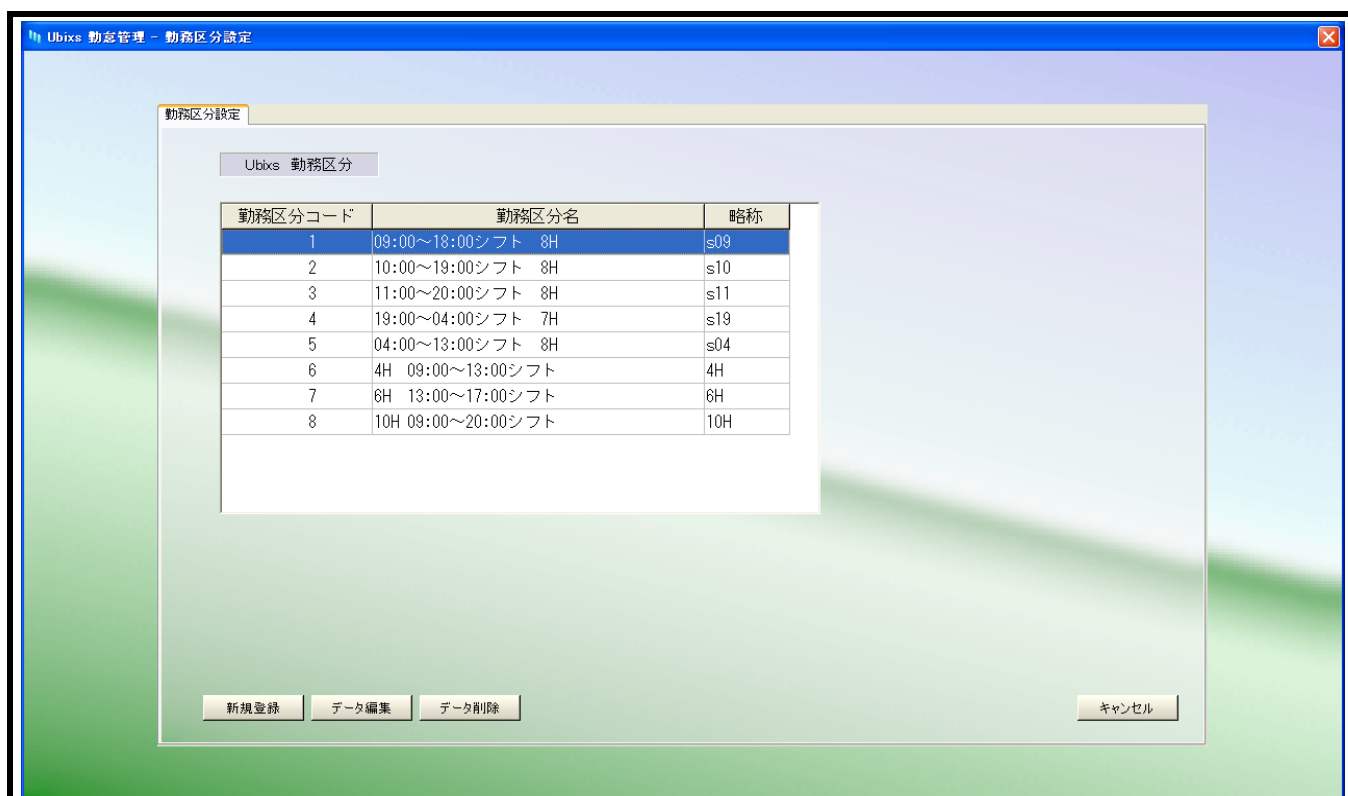 Ubixs 勤怠管理 - 勤務区分設定
勤務区分設定
Ubixs 勤務区分
勤務区分コード 勤務区分名 略称
1 09:00～18:00シフト 8H s09
2 10:00～19:00シフト 8H s10
3 11:00～20:00シフト 8H s11
4 19:00～04:00シフト 7H s19
5 04:00～13:00シフト 8H s04
6 4H 09:00～13:00シフト 4H
7 6H 13:00～17:00シフト 6H
8 10H 09:00～20:00シフト 10H
新規登録 データ編集 データ削除 キャンセル